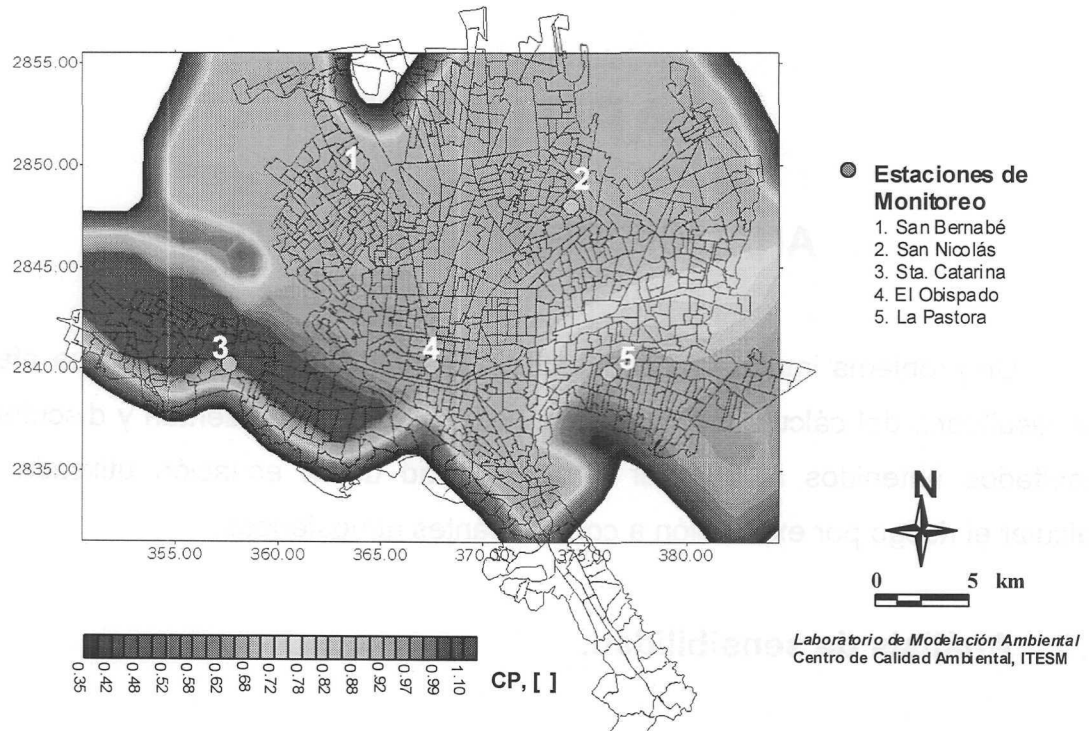 2855.00
2850.00
2845.00
2840.00
2835.00
355.00 360.00 365.00 370.00 375.00 380.00
1
2
3
4
5
Estaciones de
Monitoreo
1. San Bernabé
2. San Nicolás
3. Sta. Catarina
4. El Obispado
5. La Pastora
N
0 5 km
0.35 0.42 0.52 0.58 0.64 0.68 0.72 0.78 0.82 0.88 0.92 0.97 0.99 1.10
CP, [ ]
Laboratorio de Modelación Ambiental
Centro de Calidad Ambiental, ITESM